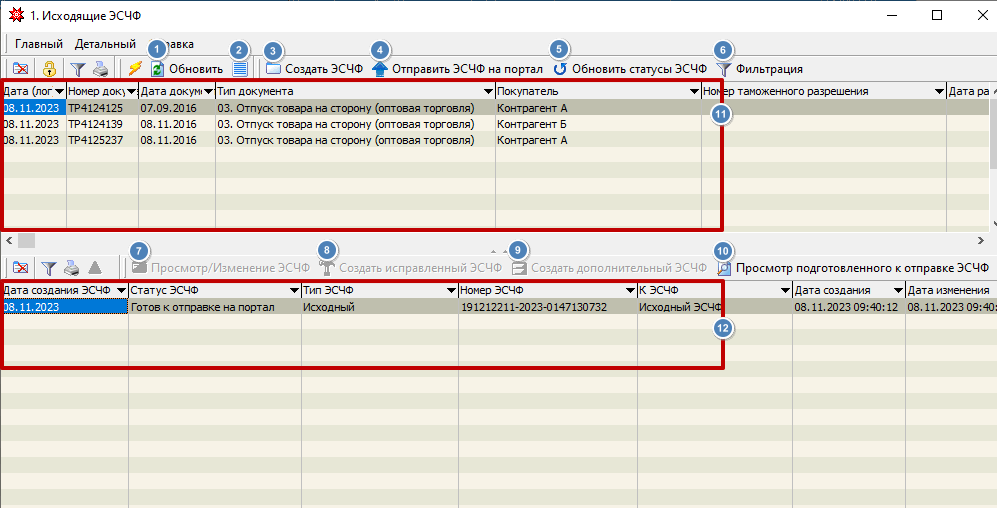 1. Исходящие ЭСЧФ
Главный Детальный
1 2 3 4 5 6
Обновить Создать ЭСЧФ Отправить ЭСЧФ на портал Обновить статусы ЭСЧФ Фильтрация
Дата (лог Номер доку Дата докуме Тип документа Покупатель Номер таможенного разрешения Дата ра
08.11.2023 ТР4124125 07.09.2016 03. Отпуск товара на сторону (оптовая торговля) Контрагент А
11
08.11.2023 ТР4124139 08.11.2016 03. Отпуск товара на сторону (оптовая торговля) Контрагент Б
08.11.2023 ТР4125237 08.11.2016 03. Отпуск товара на сторону (оптовая торговля) Контрагент А
7 8 9 10
Просмотр/Изменение ЭСЧФ Создать исправленный ЭСЧФ Создать дополнительный ЭСЧФ Просмотр подготовленного к отправке ЭСЧФ
Дата создания ЭСЧФ Статус ЭСЧФ Тип ЭСЧФ Номер ЭСЧФ К ЭСЧФ Дата создания Дата изменения
08.11.2023 Готов к отправке на портал Исходный 191212211-2023-0147130732 Исходный ЭСЧФ 08.11.2023 09:40:12 08.11.2023 09:40:
12